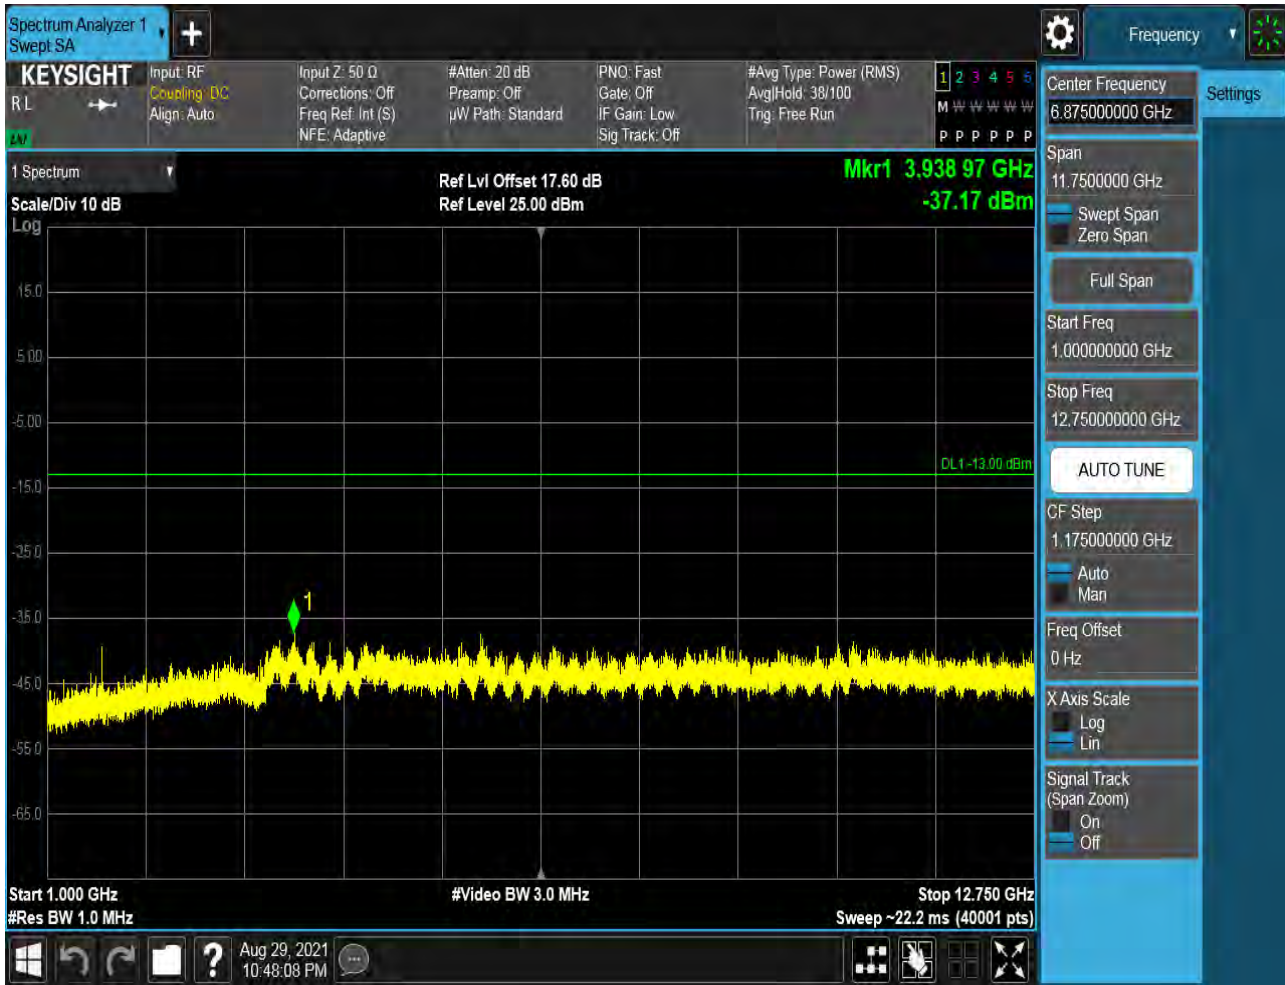 Spectrum Analyzer 1
Swept SA
Frequency
KEYSIGHT
R L
Input: RF
Coupling: DC
Align: Auto
Input Z: 50 Ω
Corrections: Off
Freq Ref: Int (S)
NFE: Adaptive
#Atten: 20 dB
Preamp: Off
µW Path: Standard
PNO: Fast
Gate: Off
IF Gain: Low
Sig Track: Off
#Avg Type: Power (RMS)
Avg|Hold: 38/100
Trig: Free Run
1 2 3 4 5 6
M W W W W W
P P P P P P
1 Spectrum
Scale/Div 10 dB
Log
Ref Lvl Offset 17.60 dB
Ref Level 25.00 dBm
Mkr1 3.938 97 GHz
-37.17 dBm
15.0
5.00
-5.00
-15.0
-25.0
-35.0
-45.0
-55.0
-65.0
DL1 -13.00 dBm
1
Start 1.000 GHz
#Res BW 1.0 MHz
#Video BW 3.0 MHz
Stop 12.750 GHz
Sweep ~22.2 ms (40001 pts)
Aug 29, 2021
10:48:08 PM
Center Frequency
6.875000000 GHz
Settings
Span
11.7500000 GHz
Swept Span
Zero Span
Full Span
Start Freq
1.000000000 GHz
Stop Freq
12.750000000 GHz
AUTO TUNE
CF Step
1.175000000 GHz
Auto
Man
Freq Offset
0 Hz
X Axis Scale
Log
Lin
Signal Track
(Span Zoom)
On
Off